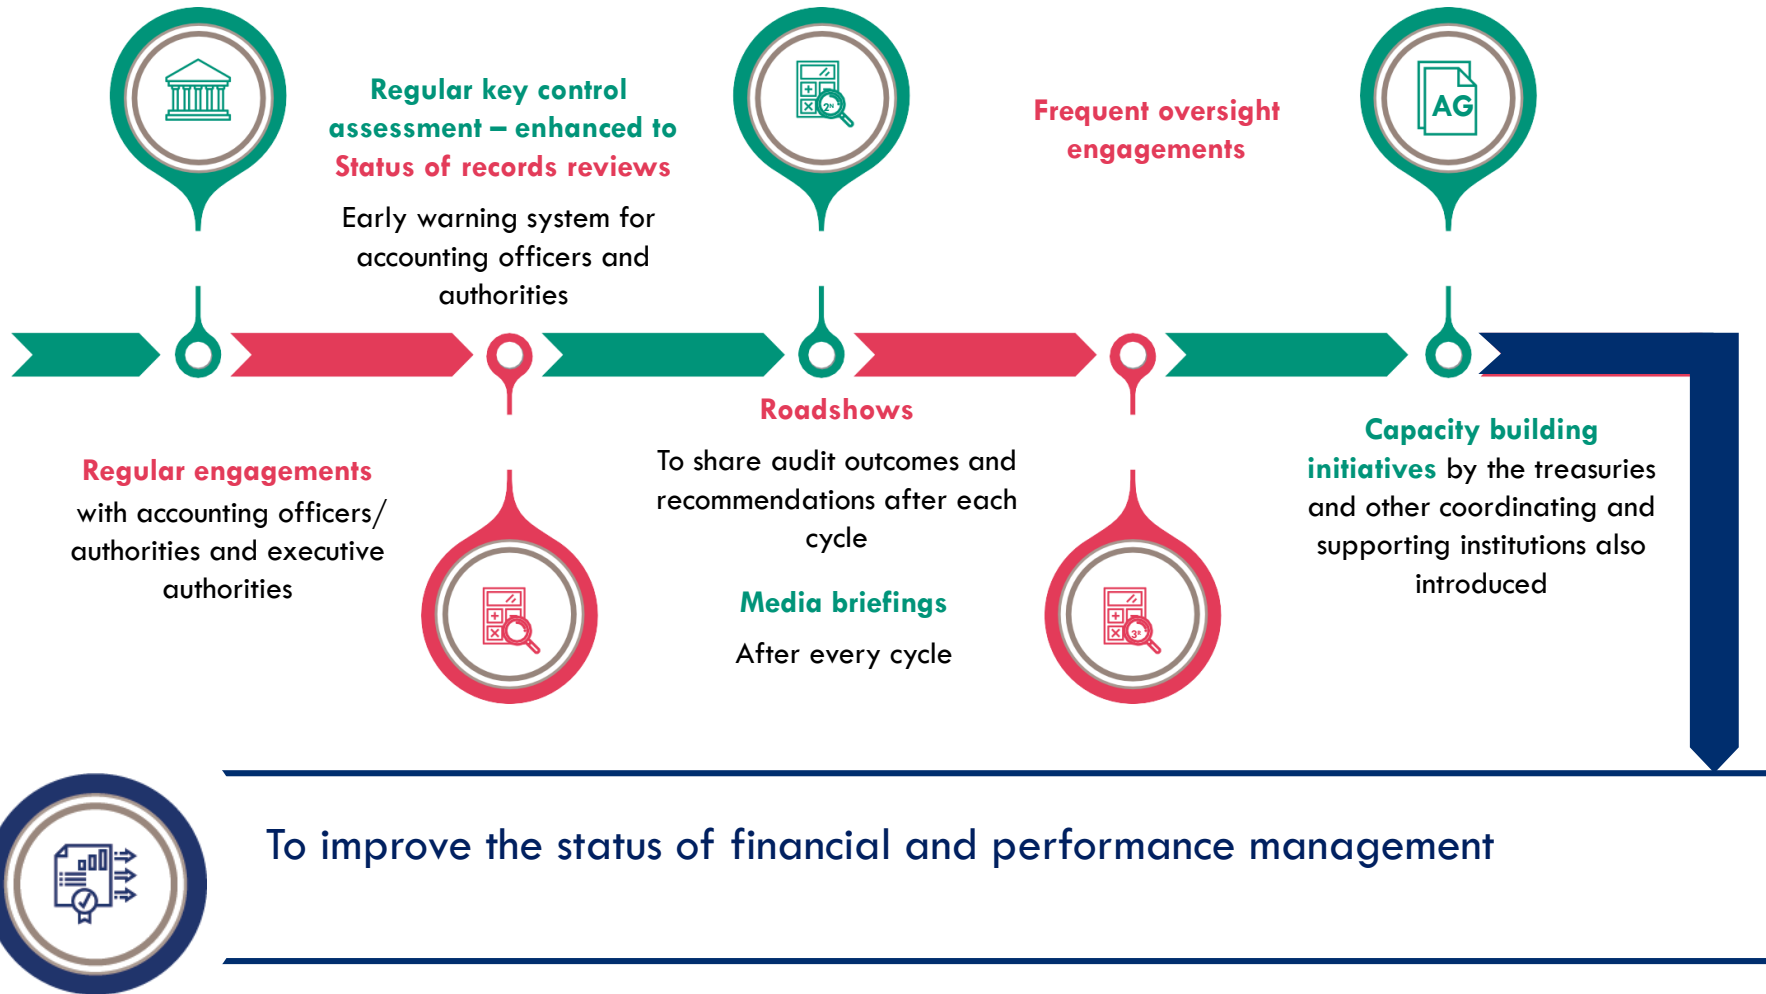 Regular key control
assessment – enhanced to
Status of records reviews
Early warning system for
accounting officers and
authorities
Frequent oversight
engagements
AG
Regular engagements
with accounting officers/
authorities and executive
authorities
Roadshows
To share audit outcomes and
recommendations after each
cycle
Media briefings
After every cycle
Capacity building
initiatives by the treasuries
and other coordinating and
supporting institutions also
introduced
To improve the status of financial and performance management